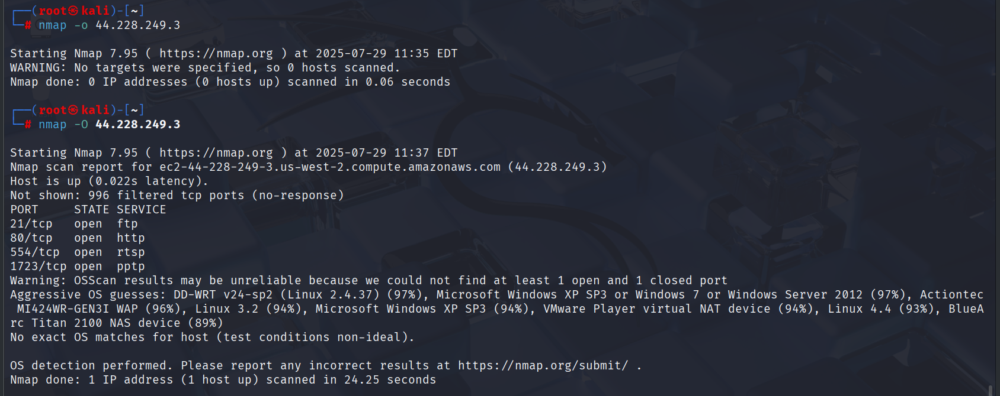 ┌──(root㉿kali)-[~]
└─# nmap -o 44.228.249.3
Starting Nmap 7.95 ( https://nmap.org ) at 2025-07-29 11:35 EDT
WARNING: No targets were specified, so 0 hosts scanned.
Nmap done: 0 IP addresses (0 hosts up) scanned in 0.06 seconds
┌──(root㉿kali)-[~]
└─# nmap -O 44.228.249.3
Starting Nmap 7.95 ( https://nmap.org ) at 2025-07-29 11:37 EDT
Nmap scan report for ec2-44-228-249-3.us-west-2.compute.amazonaws.com (44.228.249.3)
Host is up (0.022s latency).
Not shown: 996 filtered tcp ports (no-response)
PORT     STATE SERVICE
21/tcp   open  ftp
80/tcp   open  http
554/tcp  open  rtsp
1723/tcp open  pptp
Warning: OSScan results may be unreliable because we could not find at least 1 open and 1 closed port
Aggressive OS guesses: DD-WRT v24-sp2 (Linux 2.4.37) (97%), Microsoft Windows XP SP3 or Windows 7 or Windows Server 2012 (97%), Actiontec
 MI424WR-GEN3I WAP (96%), Linux 3.2 (94%), Microsoft Windows XP SP3 (94%), VMware Player virtual NAT device (94%), Linux 4.4 (93%), BlueA
rc Titan 2100 NAS device (89%)
No exact OS matches for host (test conditions non-ideal).
OS detection performed. Please report any incorrect results at https://nmap.org/submit/ .
Nmap done: 1 IP address (1 host up) scanned in 24.25 seconds